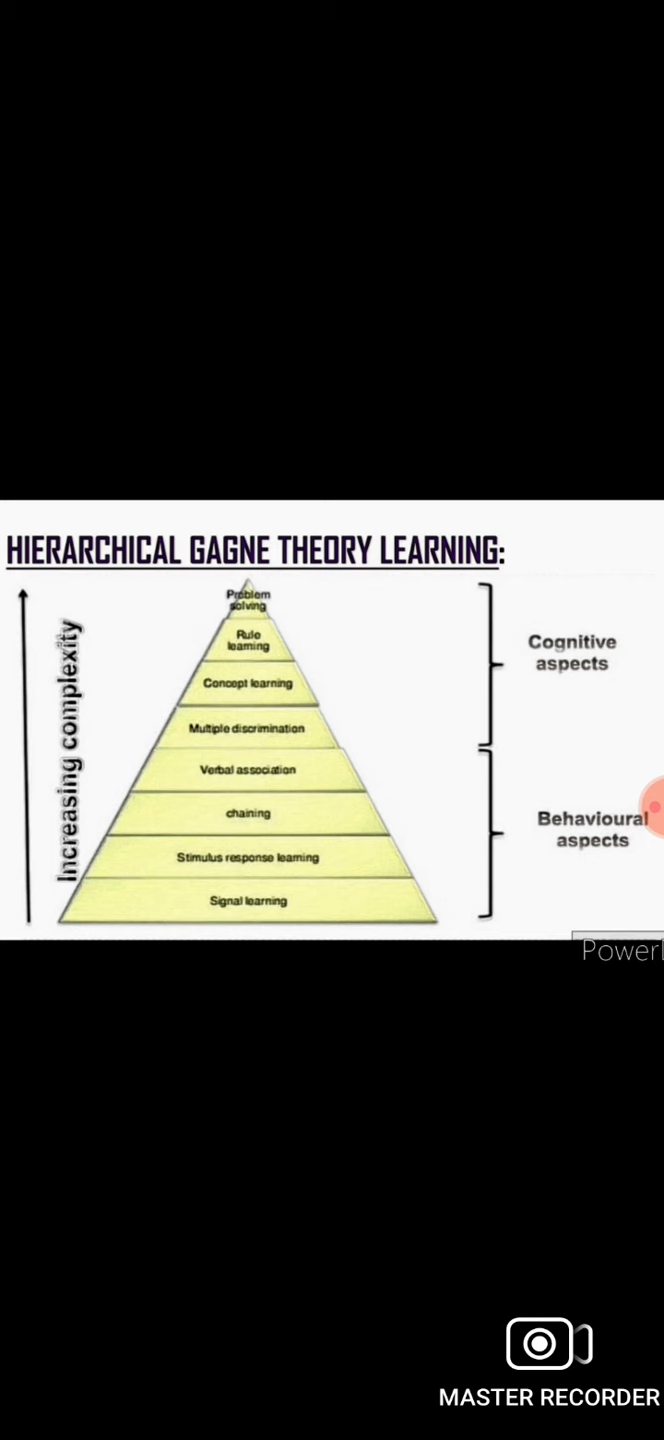 HIERARCHICAL GAGNE THEORY LEARNING:
Increasing complexity
Problem
solving
Rule
learning
Concept learning
Multiple discrimination
Verbal association
chaining
Stimulus response learning
Signal learning
Cognitive
aspects
Behavioural
aspects
MASTER RECORDER